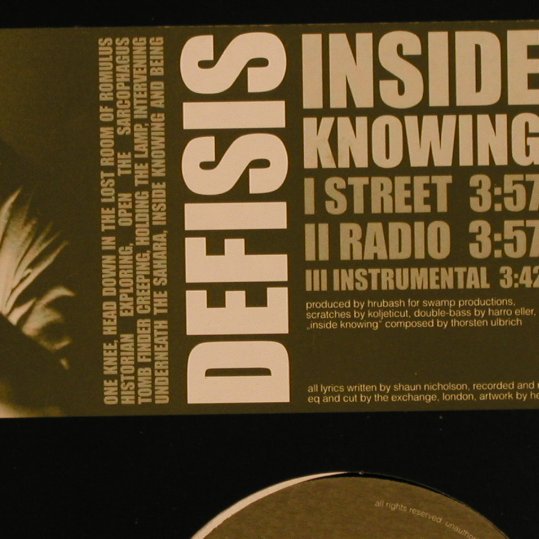 ONE KNEE, HEAD DOWN IN THE LOST ROOM OF ROMULUS
HISTORIAN EXPLORING, OPEN THE SARCOPHAGUS
TOMB FINDER CREEPING, HOLDING THE LAMP, INTERVENING
UNDERNEATH THE SAHARA, INSIDE KNOWING AND BEING
DEFISIS
INSIDE
KNOWING
I STREET 3:57
II RADIO 3:57
III INSTRUMENTAL 3:42
produced by hrubash for swamp productions,
scratches by koljeticut, double-bass by harro eller,
„inside knowing“ composed by thorsten ulbrich
all lyrics written by shaun nicholson, recorded and
eq and cut by the exchange, london, artwork by
all rights reserved.